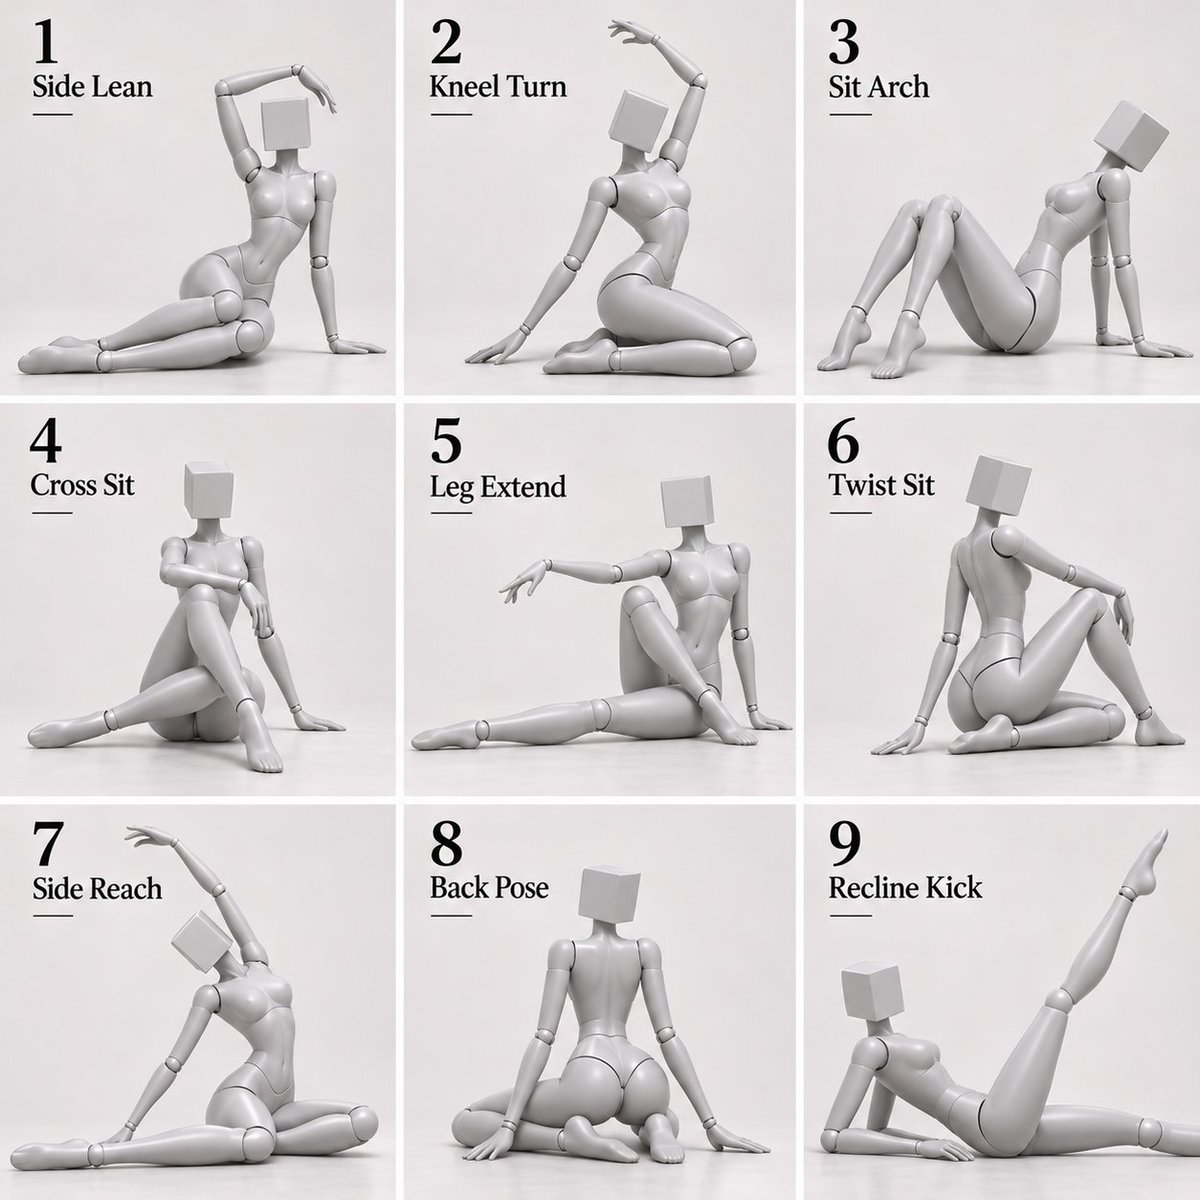 1
Side Lean
2
Kneel Turn
3
Sit Arch
4
Cross Sit
5
Leg Extend
6
Twist Sit
7
Side Reach
8
Back Pose
9
Recline Kick